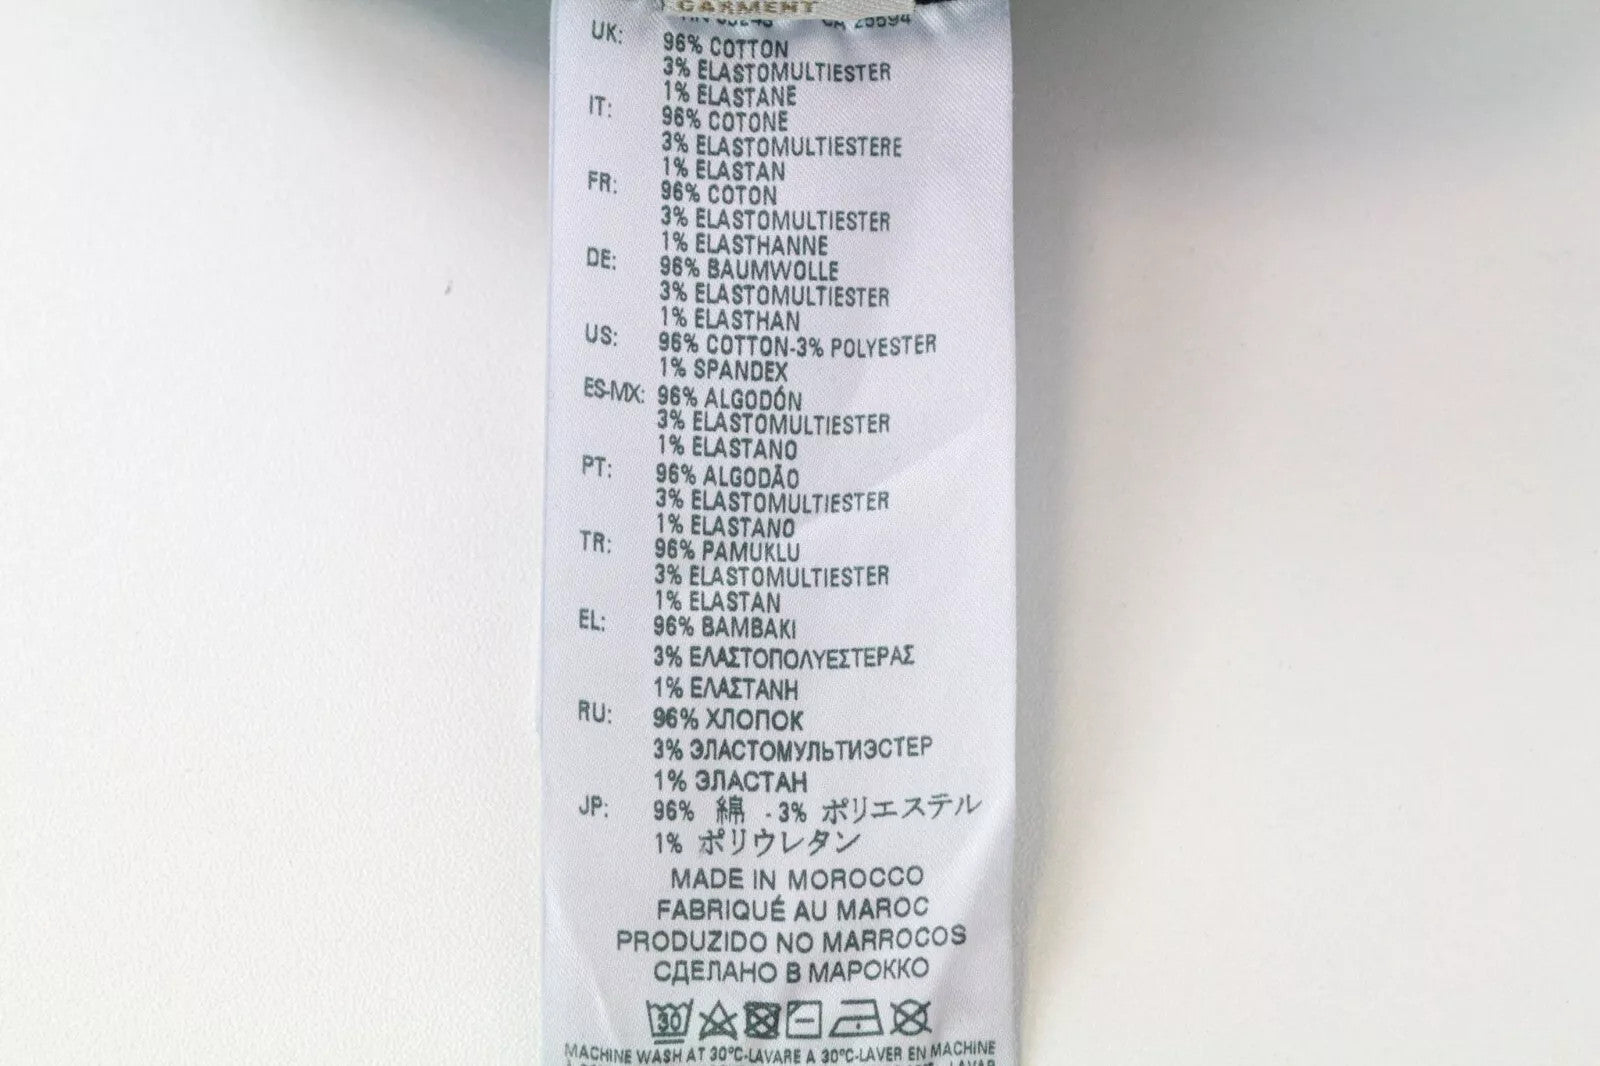 GARMENT
UK: 96% COTTON
3% ELASTOMULTIESTER
1% ELASTANE
IT: 96% COTONE
3% ELASTOMULTIESTERE
1% ELASTAN
FR: 96% COTON
3% ELASTOMULTIESTER
1% ELASTHANNE
DE: 96% BAUMWOLLE
3% ELASTOMULTIESTER
1% ELASTHAN
US: 96% COTTON-3% POLYESTER
1% SPANDEX
ES-MX: 96% ALGODÓN
3% ELASTOMULTIESTER
1% ELASTANO
PT: 96% ALGODÃO
3% ELASTOMULTIESTER
1% ELASTANO
TR: 96% PAMUKLU
3% ELASTOMULTIESTER
1% ELASTAN
EL: 96% BAMBAKI
3% ΕΛΑΣΤΟΠΟΛΥΕΣΤΕΡΑΣ
1% ΕΛΑΣΤΑΝΗ
RU: 96% ХЛОПОК
3% ЭЛАСТОМУЛЬТИЭСТЕР
1% ЭЛАСТАН
JP: 96% 綿 - 3% ポリエステル
1% ポリウレタン
MADE IN MOROCCO
FABRIQUÉ AU MAROC
PRODUZIDO NO MARROCOS
СДЕЛАНО В МАРОККО
30
MACHINE WASH AT 30°C-LAVARE A 30°C-LAVER EN MACHINE